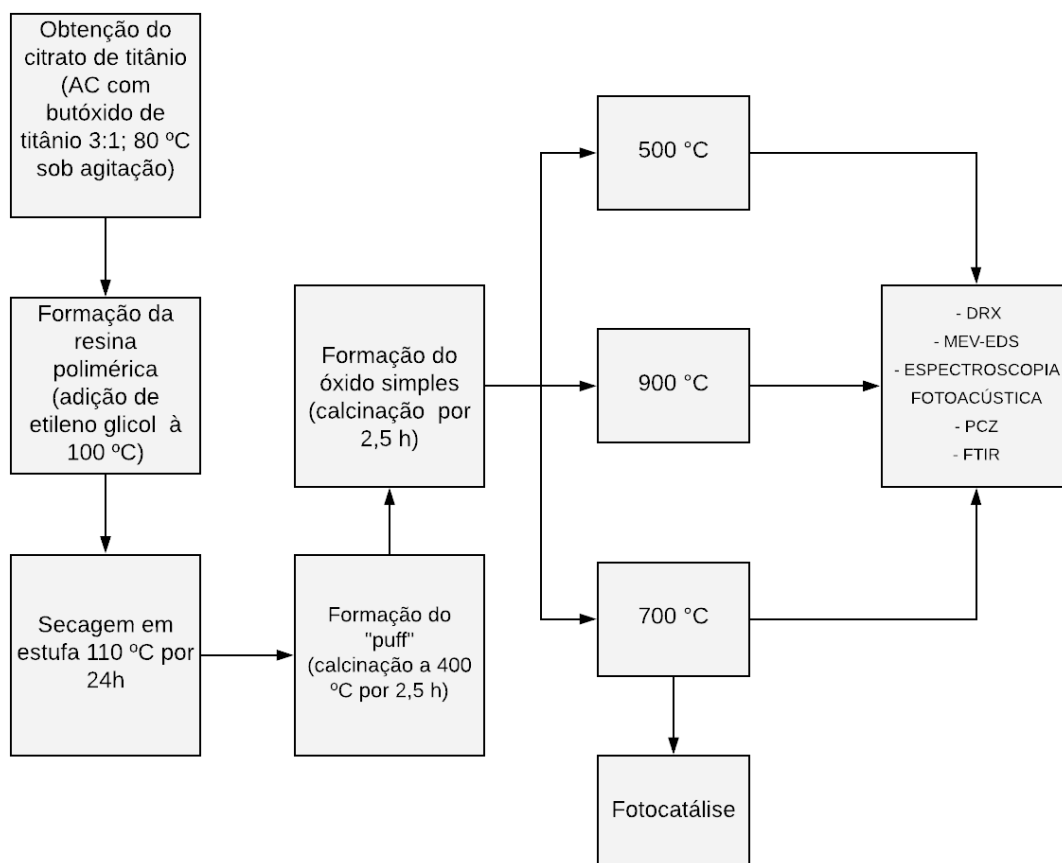 Obtenção do
citrato de titânio
(AC com
butóxido de
titânio 3:1; 80 ºC
sob agitação)
Formação da
resina
polimérica
(adição de
etileno glicol à
100 ºC)
Secagem em
estufa 110 ºC por
24h
Formação do
"puff"
(calcinação a 400
ºC por 2,5 h)
Formação do
óxido simples
(calcinação por
2,5 h)
500 °C
900 °C
700 °C
Fotocatálise
- DRX
- MEV-EDS
- ESPECTROSCOPIA
FOTOACÚSTICA
- PCZ
- FTIR